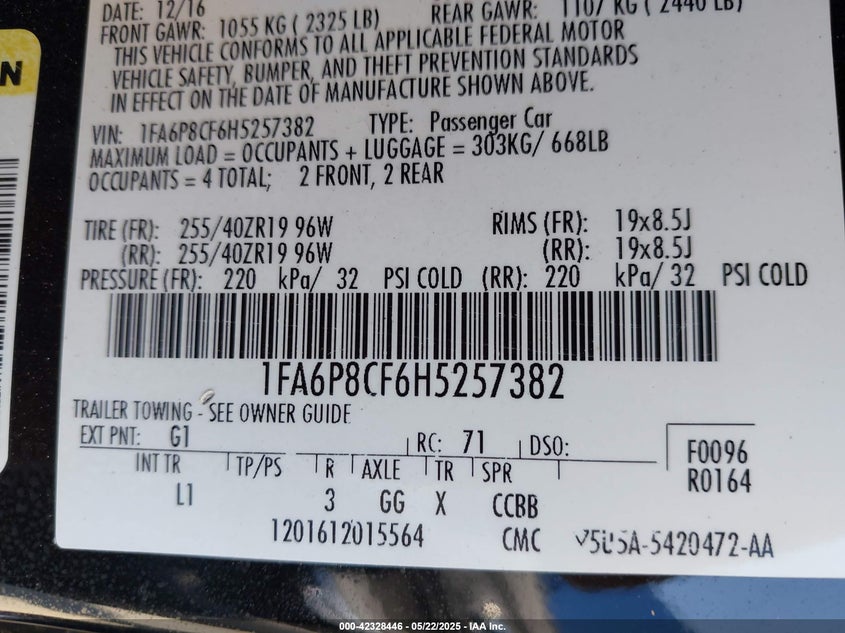 DATE: 12/16
FRONT GAWR: 1055 KG ( 2325 LB) REAR GAWR: 1107 KG ( 2440 LB)
THIS VEHICLE CONFORMS TO ALL APPLICABLE FEDERAL MOTOR
VEHICLE SAFETY, BUMPER, AND THEFT PREVENTION STANDARDS
IN EFFECT ON THE DATE OF MANUFACTURE SHOWN ABOVE.
VIN: 1FA6P8CF6H5257382 TYPE: Passenger Car
MAXIMUM LOAD = OCCUPANTS + LUGGAGE = 303KG/ 668LB
OCCUPANTS = 4 TOTAL; 2 FRONT, 2 REAR
TIRE (FR): 255/40ZR19 96W RIMS (FR): 19x8.5J
(RR): 255/40ZR19 96W (RR): 19x8.5J
PRESSURE (FR): 220 kPa/ 32 PSI COLD (RR): 220 kPa/ 32 PSI COLD
1FA6P8CF6H5257382
TRAILER TOWING - SEE OWNER GUIDE
EXT PNT: G1 RC: 71 DSO:
F0096
INT TR TP/PS R AXLE TR SPR
R0164
L1 3 GG X CCBB
1201612015564 CMC
000-42328446 - 05/22/2025 - IAA Inc.